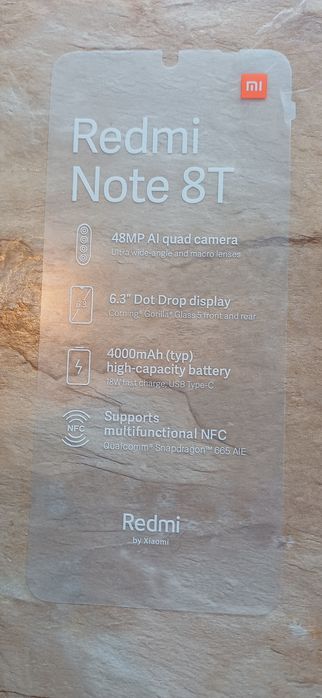 mi
Redmi
Note 8T
48MP AI quad camera
Ultra wide-angle and macro lenses
6.3
6.3" Dot Drop display
Corning® Gorilla® Glass 5 front and rear
4000mAh (typ)
high-capacity battery
18W fast charge, USB Type-C
NFC
Supports
multifunctional NFC
Qualcomm® Snapdragon™ 665 AIE
Redmi
by Xiaomi